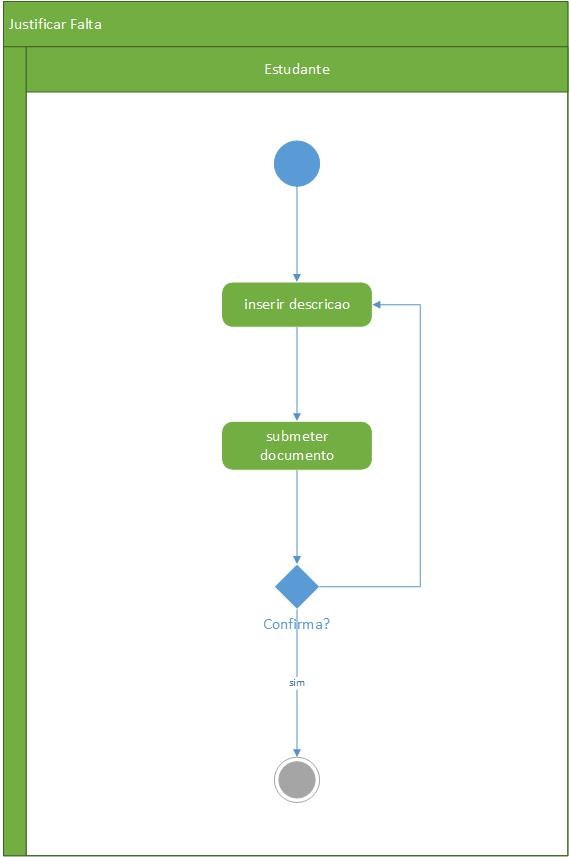 Justificar Falta
Estudante
inserir descricao
submeter
documento
Confirma?
sim